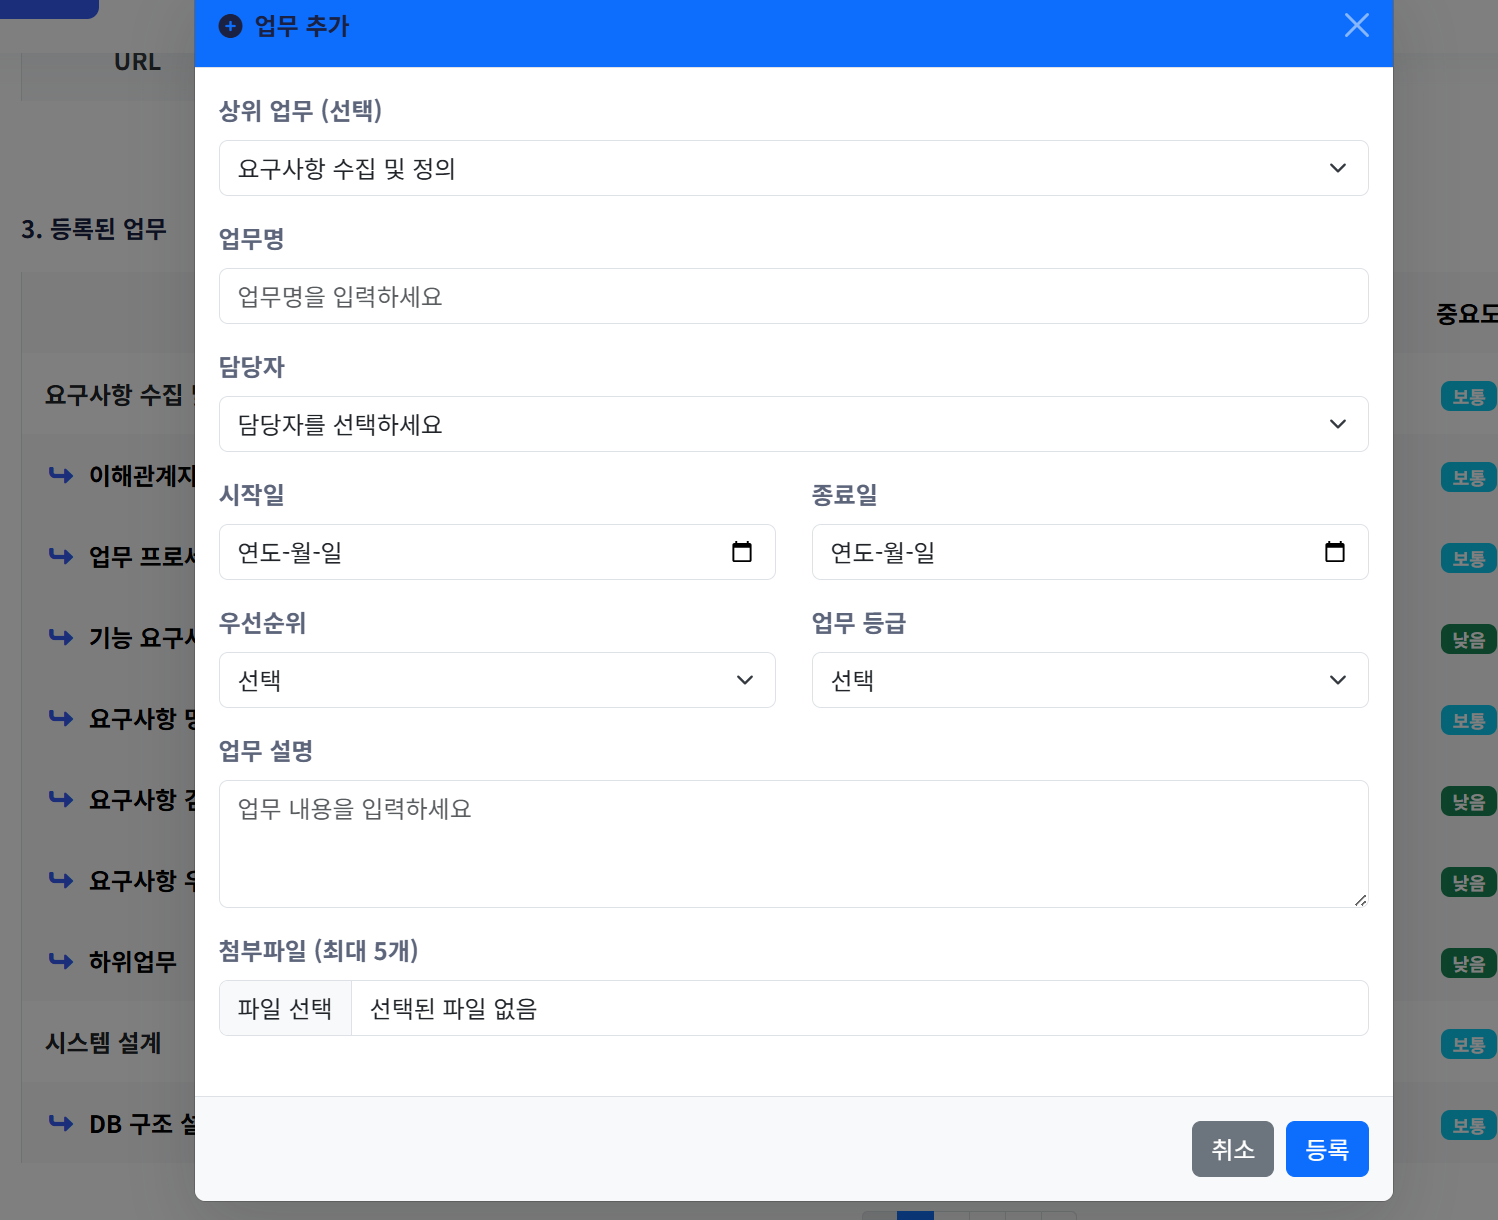 업무 추가
URL
상위 업무 (선택)
요구사항 수집 및 정의
3. 등록된 업무
업무명
업무명을 입력하세요
중요도
담당자
요구사항 수집
담당자를 선택하세요
보통
이해관계자
보통
시작일
종료일
연도-월-일
연도-월-일
업무 프로세
보통
우선순위
업무 등급
기능 요구사
낮음
선택
선택
요구사항
보통
업무 설명
업무 내용을 입력하세요
요구사항
낮음
요구사항
낮음
첨부파일 (최대 5개)
하위업무
낮음
파일 선택
선택된 파일 없음
시스템 설계
보통
DB 구조
보통
취소
등록